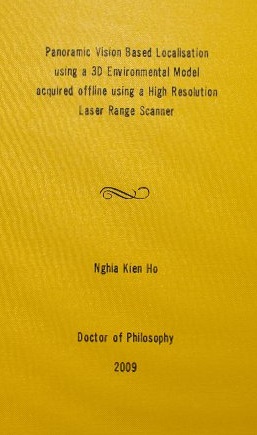 Panoramic Vision Based Localisation
using a 3D Environmental Model
acquired offline using a High Resolution
Laser Range Scanner
Nghia Kien Ho
Doctor of Philosophy
2009